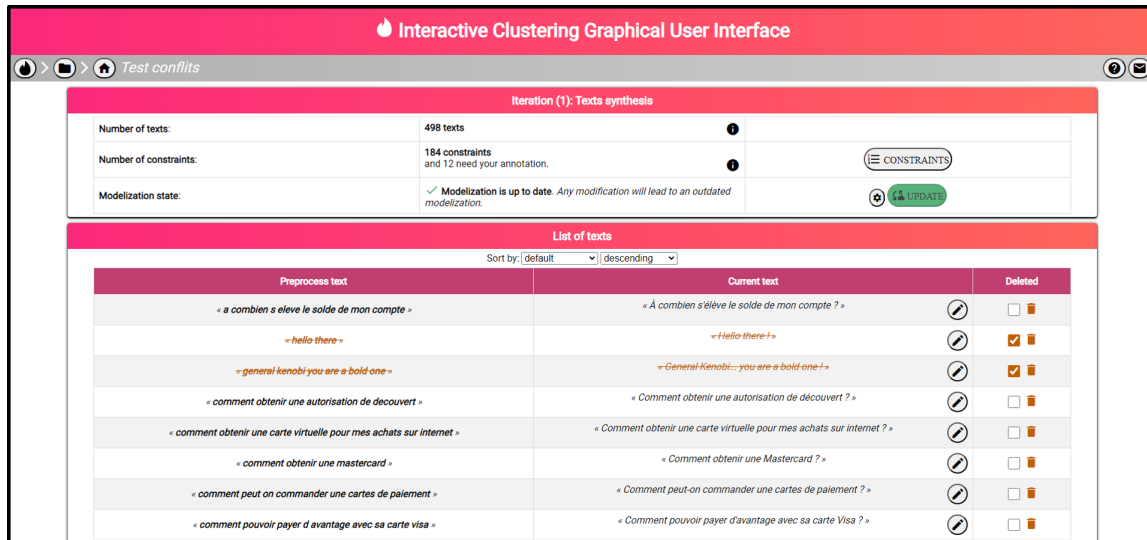 Interactive Clustering Graphical User Interface
Test conflits
Iteration (1): Texts synthesis
Number of texts: 498 texts
Number of constraints: 184 constraints
and 12 need your annotation.
CONSTRAINTS
Modelization state: Modelization is up to date. Any modification will lead to an outdated
modelization.
UPDATE
List of texts
Sort by: default descending
Preprocess text Current text Deleted
« a combien s eleve le solde de mon compte » « À combien s'élève le solde de mon compte ? »
« hello there » « Hello there ! »
« general kenobi you are a bold one » « General Kenobi... you are a bold one ! »
« comment obtenir une autorisation de decouvert » « Comment obtenir une autorisation de découvert ? »
« comment obtenir une carte virtuelle pour mes achats sur internet » « Comment obtenir une carte virtuelle pour mes achats sur internet ? »
« comment obtenir une mastercard » « Comment obtenir une Mastercard ? »
« comment peut on commander une cartes de paiement » « Comment peut-on commander une cartes de paiement ? »
« comment pouvoir payer d avantage avec sa carte visa » « Comment pouvoir payer d'avantage avec sa carte Visa ? »